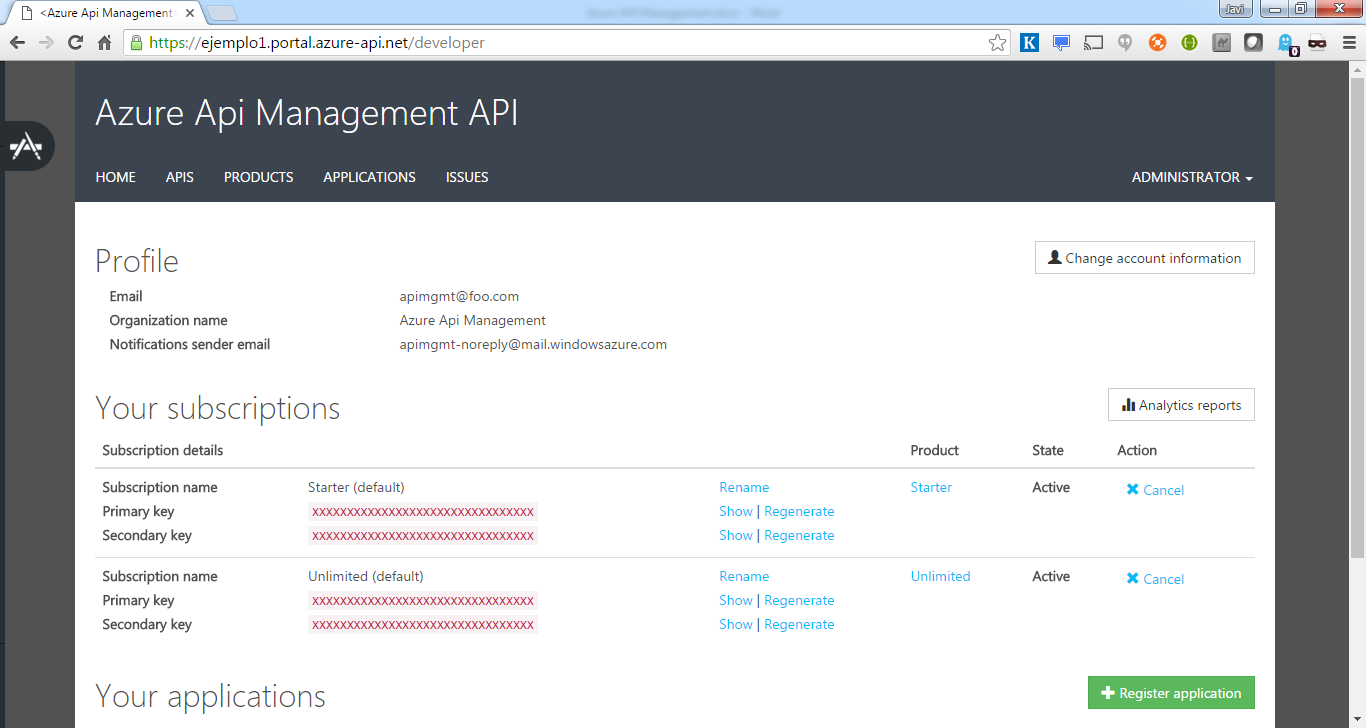 <Azure Api Management
Javi
https://ejemplo1.portal.azure-api.net/developer
K
0
Azure Api Management API
HOME APIS PRODUCTS APPLICATIONS ISSUES ADMINISTRATOR
Profile
Change account information
Email apimgmt@foo.com
Organization name Azure Api Management
Notifications sender email apimgmt-noreply@mail.windowsazure.com
Your subscriptions
Analytics reports
Subscription details Product State Action
Subscription name Starter (default) Rename Starter Active Cancel
Primary key XXXXXXXXXXXXXXXXXXXXXXXXXXXXXXXX Show | Regenerate
Secondary key XXXXXXXXXXXXXXXXXXXXXXXXXXXXXXXX Show | Regenerate
Subscription name Unlimited (default) Rename Unlimited Active Cancel
Primary key XXXXXXXXXXXXXXXXXXXXXXXXXXXXXXXX Show | Regenerate
Secondary key XXXXXXXXXXXXXXXXXXXXXXXXXXXXXXXX Show | Regenerate
Your applications
Register application